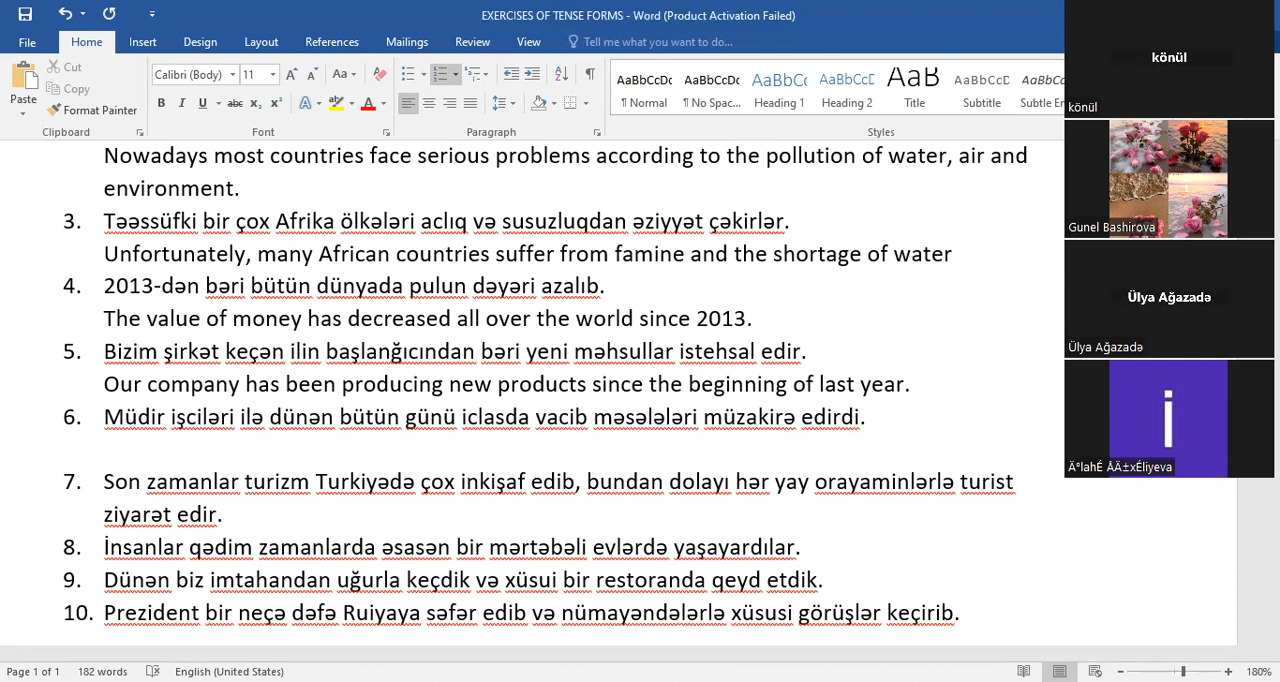 EXERCISES OF TENSE FORMS - Word (Product Activation Failed)
File Home Insert Design Layout References Mailings Review View Tell me what you want to do...
Cut
Copy
Format Painter
Paste
Clipboard
Calibri (Body) 11
Font
Paragraph
AaBbCcDc AaBbCcDc AaBbCc AaBbCcD AaB AaBbCcD AaBbCc
¶ Normal ¶ No Spac... Heading 1 Heading 2 Title Subtitle Subtle Em
Styles
Nowadays most countries face serious problems according to the pollution of water, air and
environment.
3. Təəssüfki bir çox Afrika ölkələri aclıq və susuzluqdan əziyyət çəkirlər.
Unfortunately, many African countries suffer from famine and the shortage of water
4. 2013-dən bəri bütün dünyada pulun dəyəri azalıb.
The value of money has decreased all over the world since 2013.
5. Bizim şirkət keçən ilin başlanğıcından bəri yeni məhsullar istehsal edir.
Our company has been producing new products since the beginning of last year.
6. Müdir işciləri ilə dünən bütün günü iclasda vacib məsələləri müzakirə edirdi.
7. Son zamanlar turizm Turkiyədə çox inkişaf edib, bundan dolayı hər yay orayaminlərlə turist
ziyarət edir.
8. İnsanlar qədim zamanlarda əsasən bir mərtəbəli evlərdə yaşayardılar.
9. Dünən biz imtahandan uğurla keçdik və xüsui bir restoranda qeyd etdik.
10. Prezident bir neçə dəfə Ruiyaya səfər edib və nümayəndələrlə xüsusi görüşlər keçirib.
Page 1 of 1 182 words English (United States) 180%
könül
könül
Gunel Bashirova
Ülya Ağazadə
Ülya Ağazadə
i